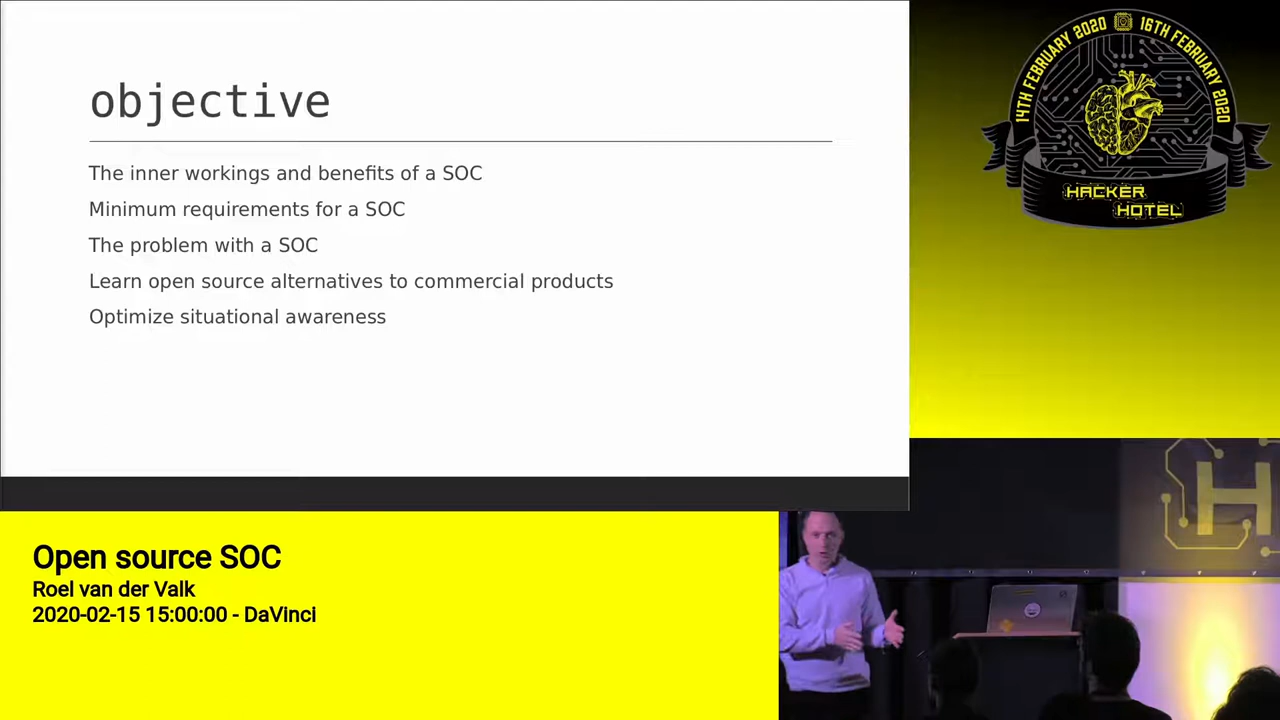 objective
The inner workings and benefits of a SOC
Minimum requirements for a SOC
The problem with a SOC
Learn open source alternatives to commercial products
Optimize situational awareness
14TH FEBRUARY 2020
16TH FEBRUARY 2020
HACKER
HOTEL
H
Open source SOC
Roel van der Valk
2020-02-15 15:00:00 - DaVinci